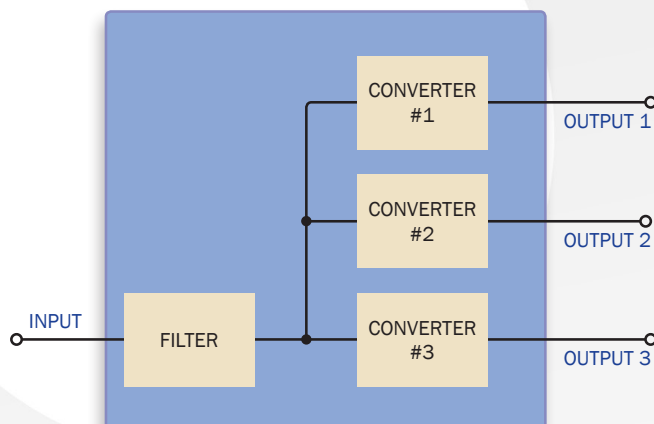 CONVERTER
#1
OUTPUT 1
CONVERTER
#2
OUTPUT 2
INPUT
FILTER
CONVERTER
#3
OUTPUT 3